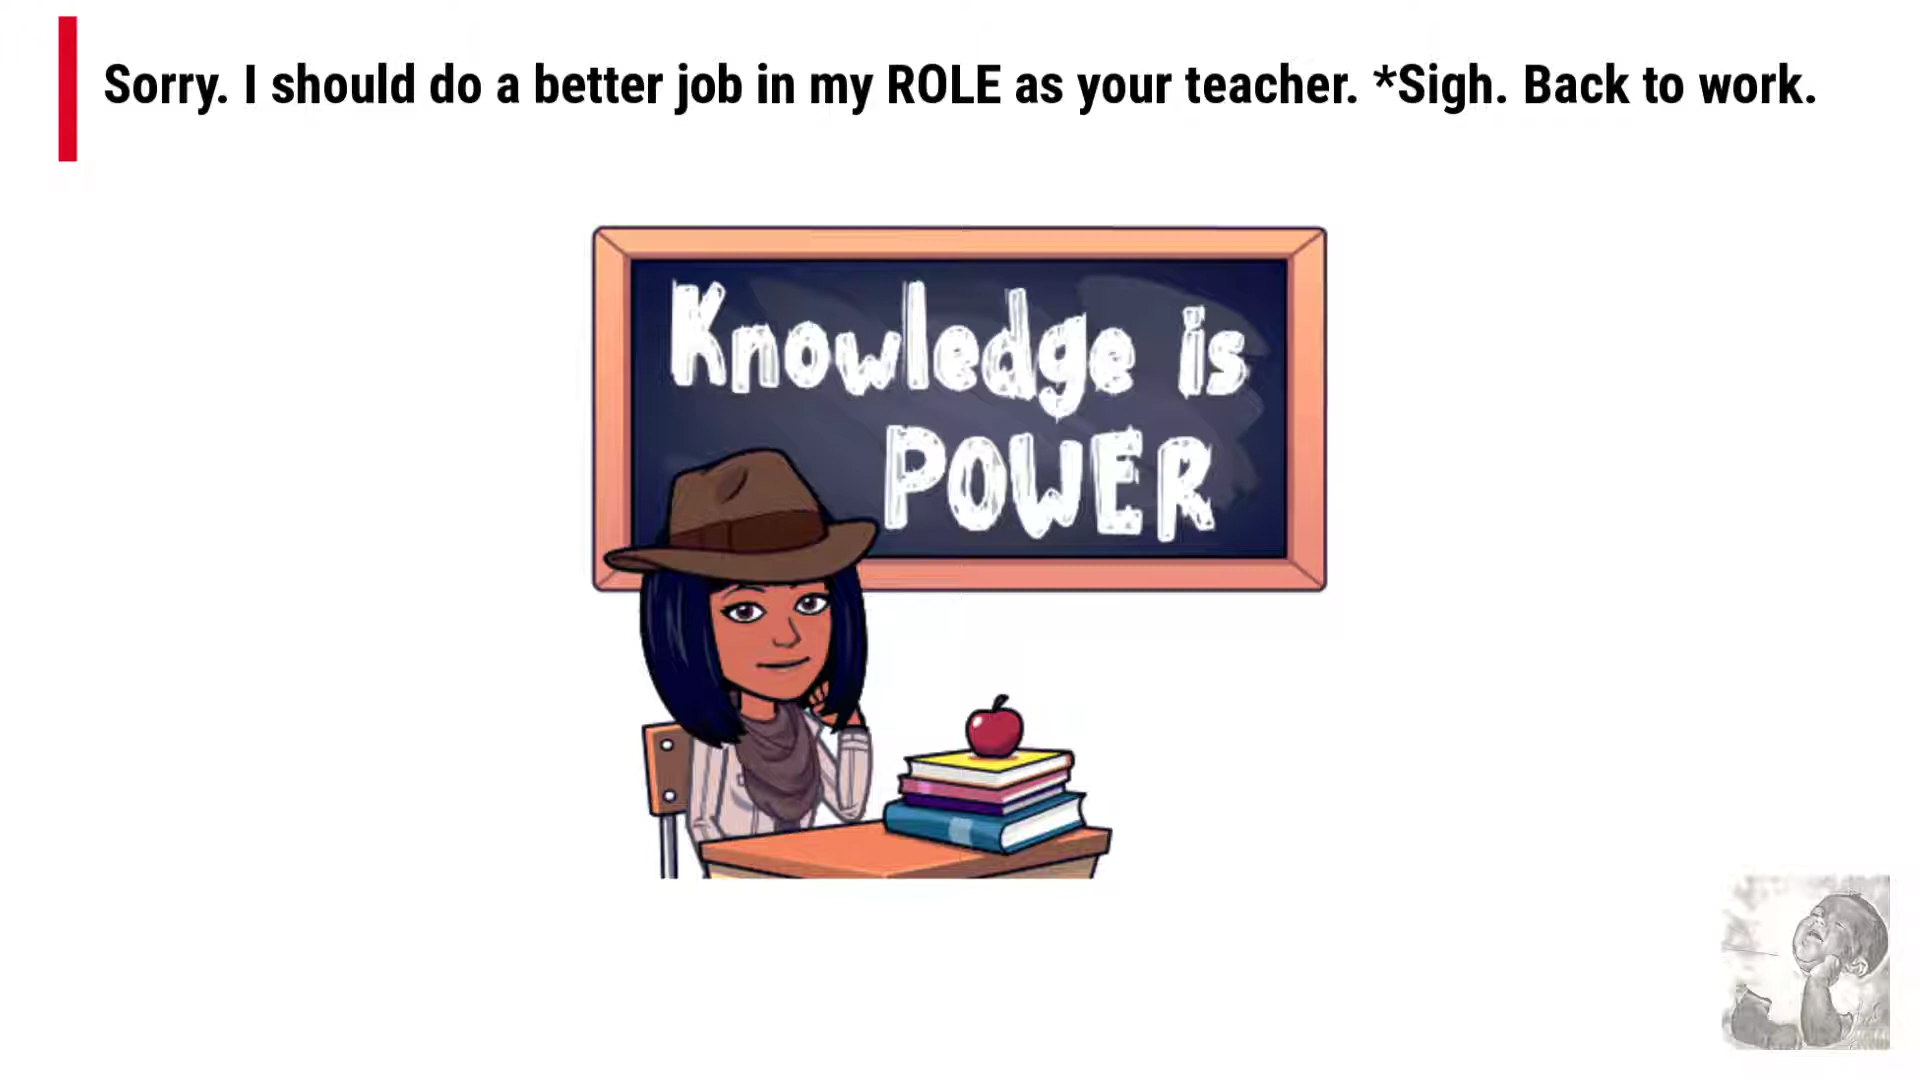 Sorry. I should do a better job in my ROLE as your teacher. *Sigh. Back to work.
Knowledge is
POWER